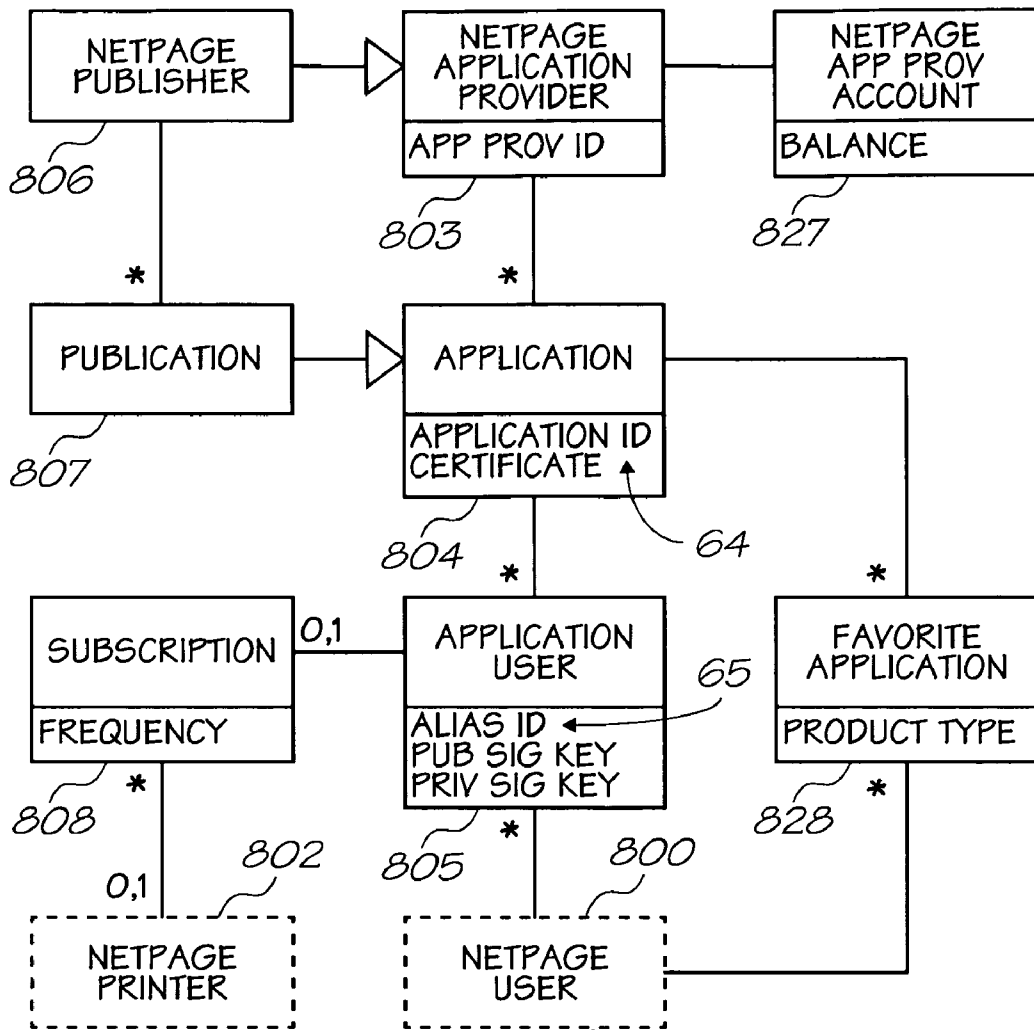 NETPAGE
PUBLISHER
806
NETPAGE
APPLICATION
PROVIDER
APP PROV ID
803
NETPAGE
APP PROV
ACCOUNT
BALANCE
827
*
*
PUBLICATION
807
APPLICATION
APPLICATION ID
CERTIFICATE
804
64
*
*
SUBSCRIPTION
FREQUENCY
808
0,1
APPLICATION
USER
65
ALIAS ID
PUB SIG KEY
PRIV SIG KEY
805
FAVORITE
APPLICATION
PRODUCT TYPE
828
*
*
*
0,1
802
NETPAGE
PRINTER
800
NETPAGE
USER